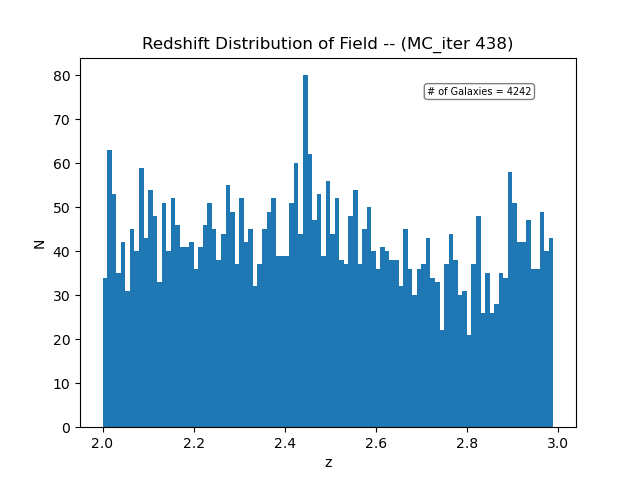 Redshift Distribution of Field -- (MC_iter 438)
# of Galaxies = 4242
N
80
70
60
50
40
30
20
10
0
2.0 2.2 2.4 2.6 2.8 3.0
z